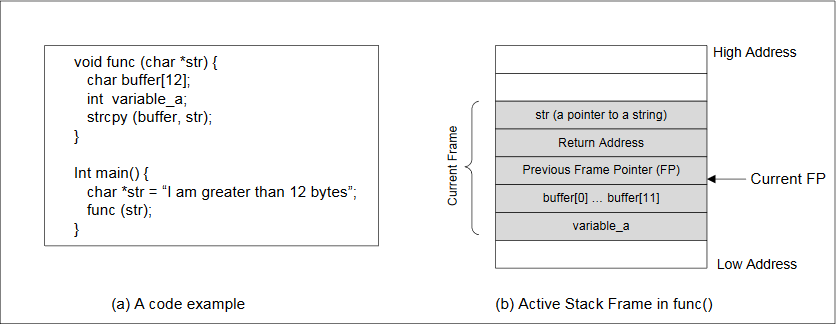 void func (char *str) {
char buffer[12];
int variable_a;
strcpy (buffer, str);
}
Int main() {
char *str = “I am greater than 12 bytes”;
func (str);
}
(a) A code example
High Address
Current Frame
str (a pointer to a string)
Return Address
Previous Frame Pointer (FP)
Current FP
buffer[0] … buffer[11]
variable_a
Low Address
(b) Active Stack Frame in func()